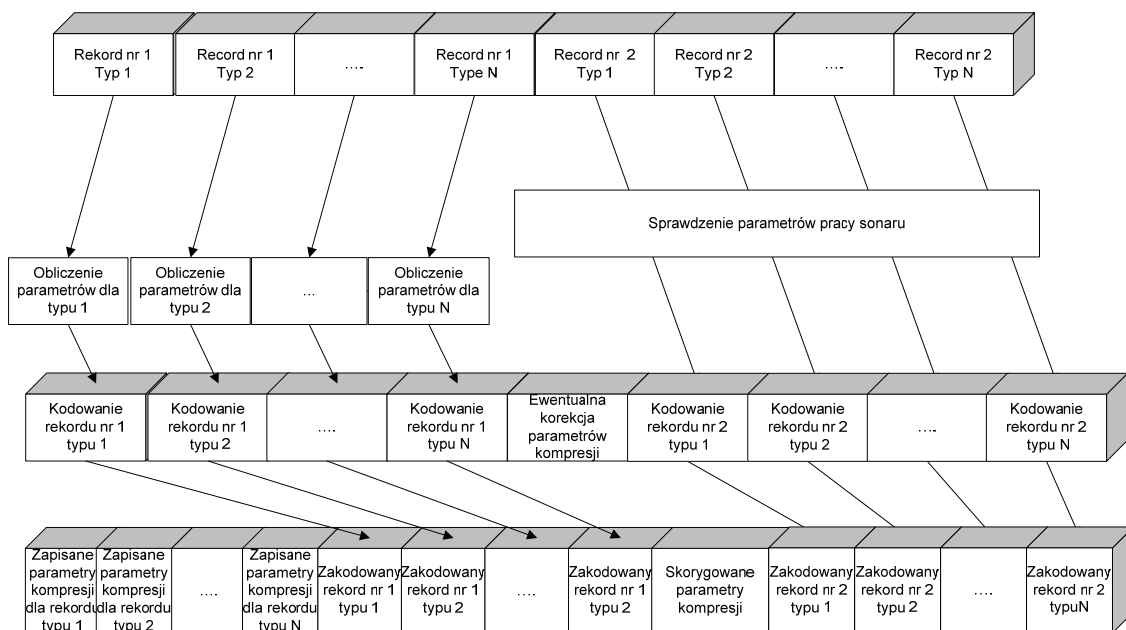 Rekord nr 1
Typ 1
Record nr 1
Typ 2
….
Record nr 1
Type N
Record nr 2
Typ 1
Record nr 2
Typ 2
….
Record nr 2
Typ N
Sprawdzenie parametrów pracy sonaru
Obliczenie
parametrów dla
typu 1
Obliczenie
parametrów dla
typu 2
...
Obliczenie
parametrów dla
typu N
Kodowanie
rekordu nr 1
typu 1
Kodowanie
rekordu nr 1
typu 2
….
Kodowanie
rekordu nr 1
typu N
Ewentualna
korekcja
parametrów
kompresji
Kodowanie
rekordu nr 2
typu 1
Kodowanie
rekordu nr 2
typu 2
….
Kodowanie
rekordu nr 2
typu N
Zapisane
parametry
kompresji
dla rekordu
typu 1
Zapisane
parametry
kompresji
dla rekordu
typu 2
….
Zapisane
parametry
kompresji
dla rekordu
typu N
Zakodowany
rekord nr 1
typu 1
Zakodowany
rekord nr 1
typu 2
….
Zakodowany
rekord nr 1
typu 2
Skorygowane
parametry
kompresji
Zakodowany
rekord nr 2
typu 1
Zakodowany
rekord nr 2
typu 2
….
Zakodowany
rekord nr 2
typuN